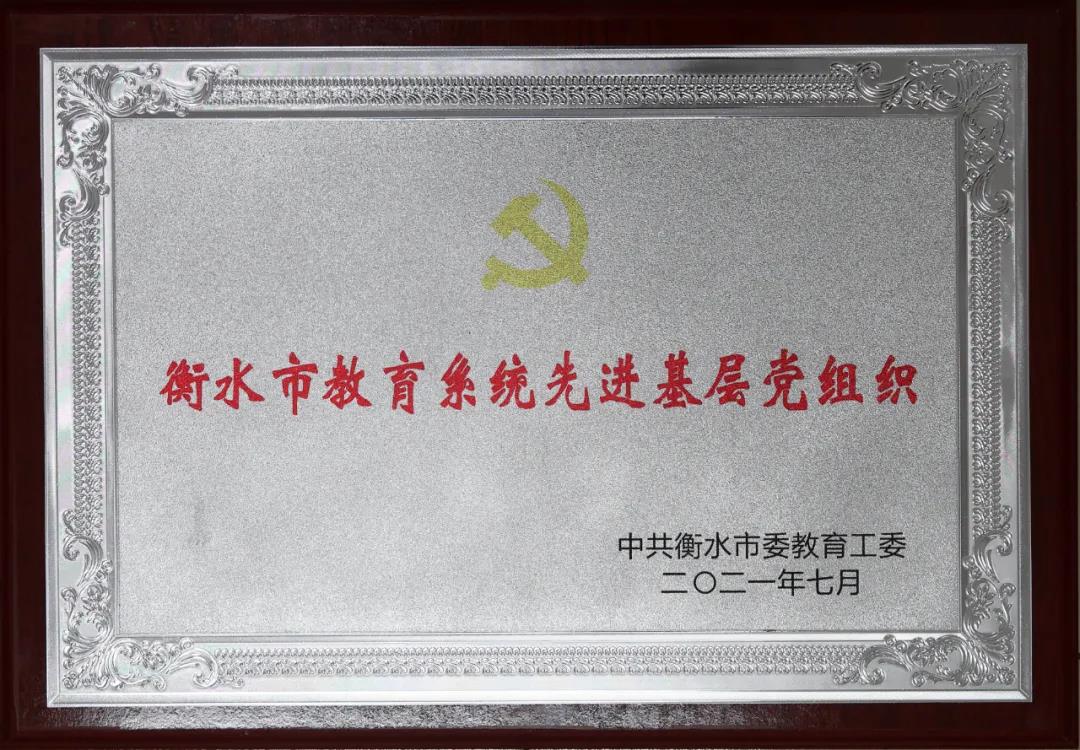 衡水市教育系统先进基层党组织
中共衡水市委教育工委
二〇二一年七月